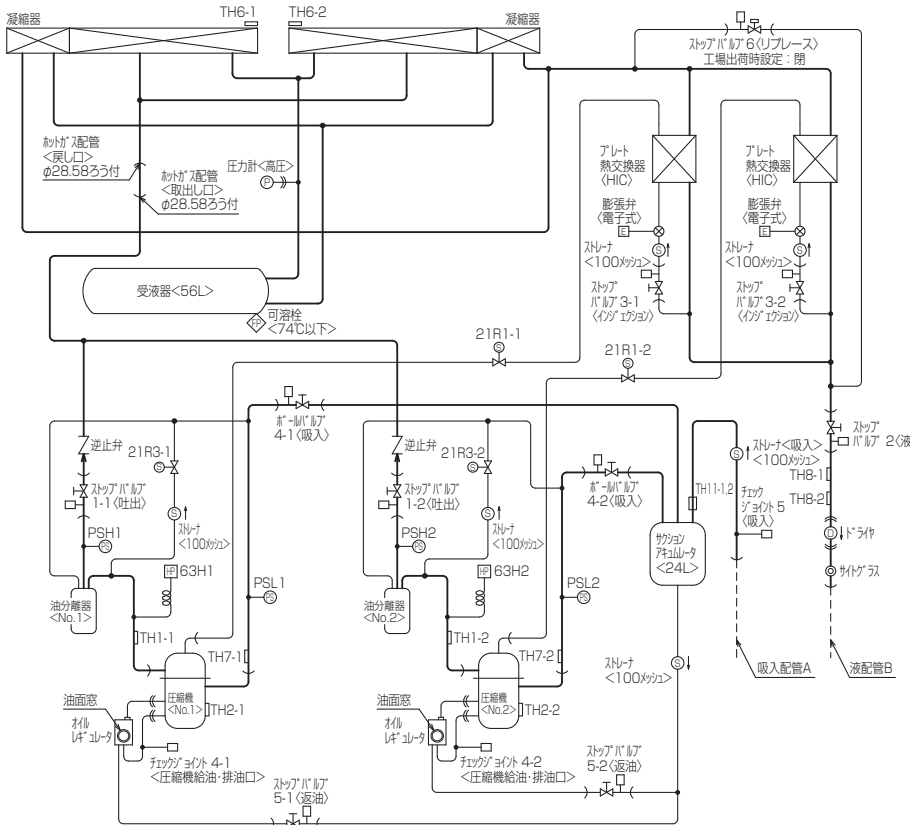 凝縮器
TH6-1
TH6-2
凝縮器
ストップバルブ6〈リプレース〉
工場出荷時設定：閉
ホットガス配管
<戻し口>
φ28.58ろう付
ホットガス配管
<取出し口>
φ28.58ろう付
圧力計<高圧>
P
プレート
熱交換器
〈HIC〉
プレート
熱交換器
〈HIC〉
膨張弁
〈電子式〉
E
膨張弁
〈電子式〉
E
ストレーナ
<100メッシュ>
S
ストレーナ
<100メッシュ>
S
ストップ
バルブ3-1
〈インジェクション〉
ストップ
バルブ3-2
〈インジェクション〉
受液器<56L>
可溶栓
<74℃以下>
FP
21R1-1
S
21R1-2
S
ボールバルブ
4-1〈吸入〉
逆止弁
21R3-1
S
ストップバルブ
1-1〈吐出〉
逆止弁
21R3-2
S
ストップバルブ
1-2〈吐出〉
ボールバルブ
4-2〈吸入〉
ストップ
バルブ2〈液
ストレーナ<吸入>
<100メッシュ>
S
TH8-1
TH8-2
TH11-1,2
チェック
ジョイント5
〈吸入〉
PSH1
PS
S
ストレーナ
<100メッシュ>
PSH2
PS
S
ストレーナ
<100メッシュ>
サクション
アキュムレータ
<24L>
D
ドライヤ
サイトグラス
油分離器
<No.1>
HP
63H1
PSL1
PS
油分離器
<No.2>
HP
63H2
PSL2
PS
TH1-1
TH7-1
TH1-2
TH7-2
ストレーナ
<100メッシュ>
S
吸入配管A
液配管B
油面窓
オイル
レギュレータ
圧縮機
<No.1>
TH2-1
油面窓
オイル
レギュレータ
圧縮機
<No.2>
TH2-2
チェックジョイント 4-1
<圧縮機給油・排油口>
チェックジョイント 4-2
<圧縮機給油・排油口>
ストップバルブ
5-2〈返油〉
ストップバルブ
5-1〈返油〉